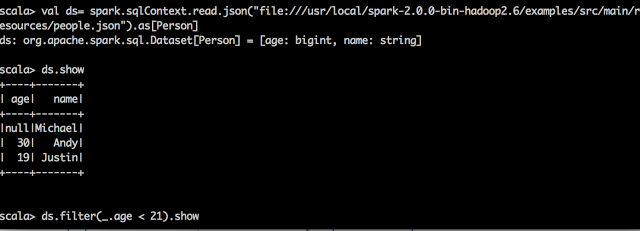 scala> val ds= spark.sqlContext.read.json("file:///usr/local/spark-2.0.0-bin-hadoop2.6/examples/src/main/r
esources/people.json").as[Person]
ds: org.apache.spark.sql.Dataset[Person] = [age: bigint, name: string]
scala> ds.show
+----+-------+
| age|   name|
+----+-------+
|null|Michael|
|  30|   Andy|
|  19| Justin|
+----+-------+
scala> ds.filter(_.age < 21).show